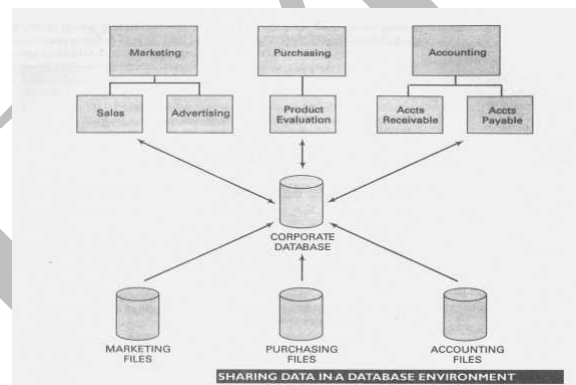 Marketing
Purchasing
Accounting
Sales
Advertising
Product
Evaluation
Accts
Receivable
Accts
Payable
CORPORATE
DATABASE
MARKETING
FILES
PURCHASING
FILES
ACCOUNTING
FILES
SHARING DATA IN A DATABASE ENVIRONMENT